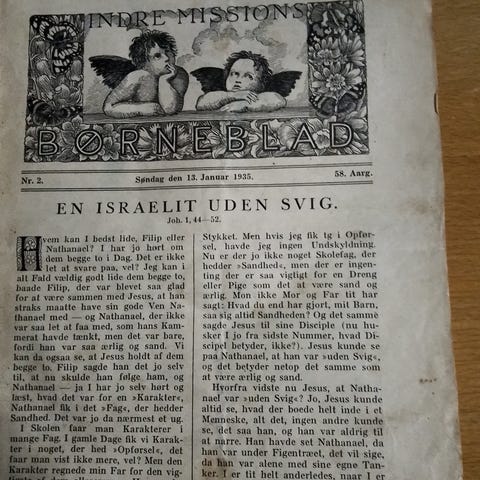 INDRE MISSIONS
BØRNEBLAD
Nr. 2.
Søndag den 13. Januar 1935.
58. Aarg.
EN ISRAELIT UDEN SVIG.
Joh. 1, 44—52.
Hvem kan I bedst lide, Filip eller
Nathanael? I har jo hørt om
dem begge to i Dag. Det er ikke
let at svare paa, vel? Jeg kan i
alt Fald vældig godt lide dem begge to,
baade Filip, der var blevet saa glad
for at være sammen med Jesus, at han
straks maatte have sin gode Ven Na-
thanael med — og Nathanael, der ikke
var saa let at faa med, som hans Kam-
merat havde tænkt, men det var bare,
fordi han var saa ærlig og sand. Vi
kan da ogsaa se, at Jesus holdt af dem
begge to. Filip sagde han det jo selv
til, at nu skulde han følge ham, og
Nathanael — ja I har jo selv hørt og
læst, hvad det var for en »Karakter«,
Nathanael fik i det »Fag«, der hedder
Sandhed. Det var jo da nærmest et ug.
I Skolen faar man Karakterer i
mange Fag. I gamle Dage fik vi Karak-
ter i noget, der hed »Opførsel«, det
faar man vist ikke mere, vel? Men den
Karakter regnede min Far for den vig-
Stykket. Men hvis jeg fik tg i Opfør-
sel, havde jeg ingen Undskyldning.
Nu er der jo ikke noget Skolefag, der
hedder »Sandhed«, men der er ingen-
ting der er saa vigtigt for en Dreng
eller Pige som det at være sand og
ærlig. Mon ikke Mor og Far tit har
sagt: Hvad du end har gjort, mit Barn,
saa sig altid Sandheden? Og det samme
sagde Jesus til sine Disciple (nu hu-
sker I jo fra sidste Nummer, hvad Di-
scipel betyder, ikke?). Jesus kunde se
paa Nathanael, at han var »uden Svig«,
og det betyder netop det samme som
at være ærlig og sand.
Hvorfra vidste nu Jesus, at Natha-
nael var »uden Svig«? Jo, Jesus kunde
altid se, hvad der boede helt inde i et
Menneske, alt det, ingen andre kunde
se, det saa han, og han var aldrig til
at narre. Han havde set Nathanael, da
han var under Figentræet, det vil sige,
da han var alene med sine egne Tan-
ker. I er tit helt anderledes, naar I er